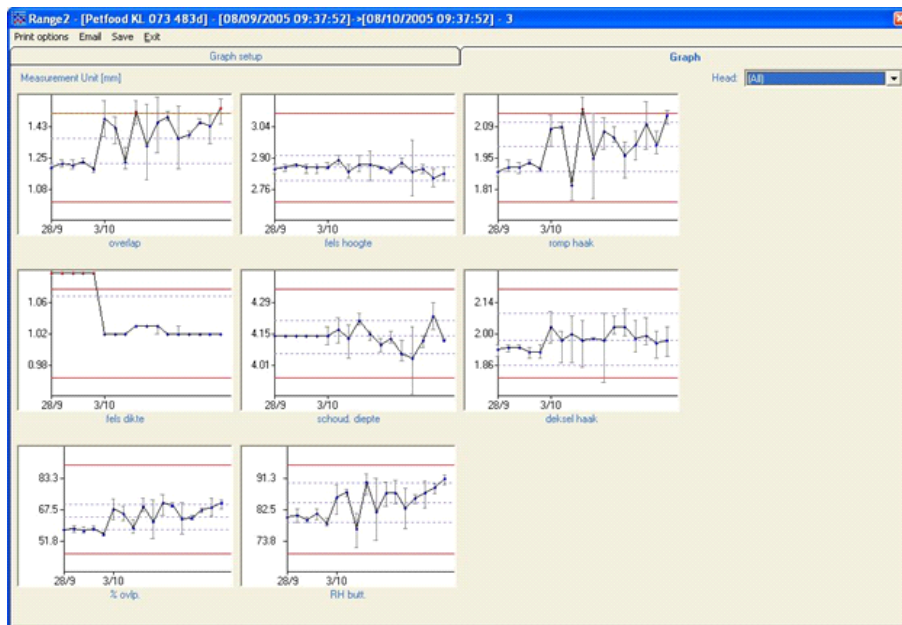 Range2 - [Petfood KL 073 483d] - [08/09/2005 09:37:52]->[08/10/2005 09:37:52] - 3
Print options Email Save Exit
Graph setup Graph
Measurement Unit [mm] Head: (All)
1.43 3.04 2.09
1.25 2.90 1.95
1.08 2.76 1.81
28/9 3/10 28/9 3/10 28/9 3/10
overlap fels hoogte romp haak
1.06 4.29 2.14
1.02 4.15 2.00
0.98 4.01 1.86
28/9 3/10 28/9 3/10 28/9 3/10
fels dikte schoud. diepte deksel haak
83.3 91.3
67.5 82.5
51.8 73.8
28/9 3/10 28/9 3/10
% ovlp. RH butt.